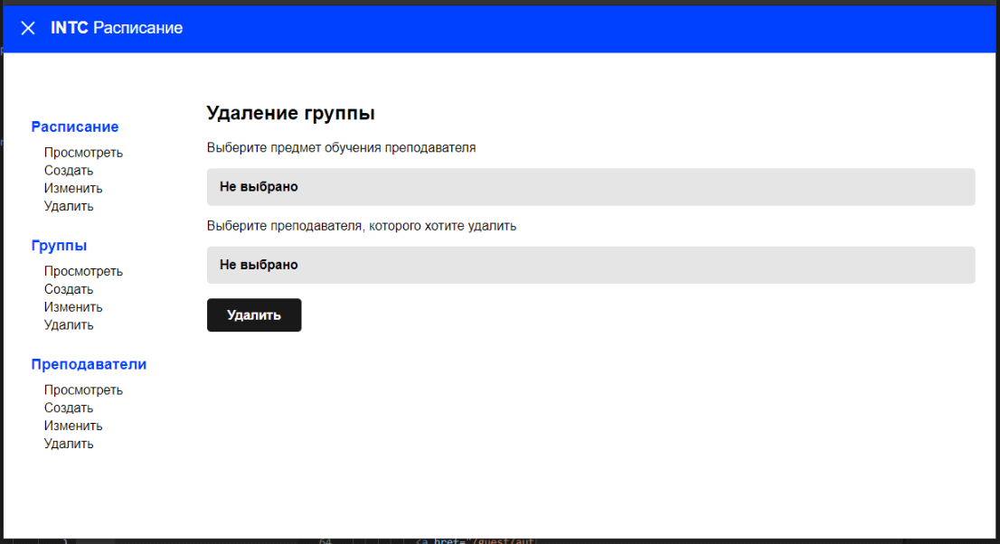 INTC Расписание
Расписание
Просмотреть
Создать
Изменить
Удалить
Группы
Просмотреть
Создать
Изменить
Удалить
Преподаватели
Просмотреть
Создать
Изменить
Удалить
Удаление группы
Выберите предмет обучения преподавателя
Не выбрано
Выберите преподавателя, которого хотите удалить
Не выбрано
Удалить
64
<a href="/guest/aut